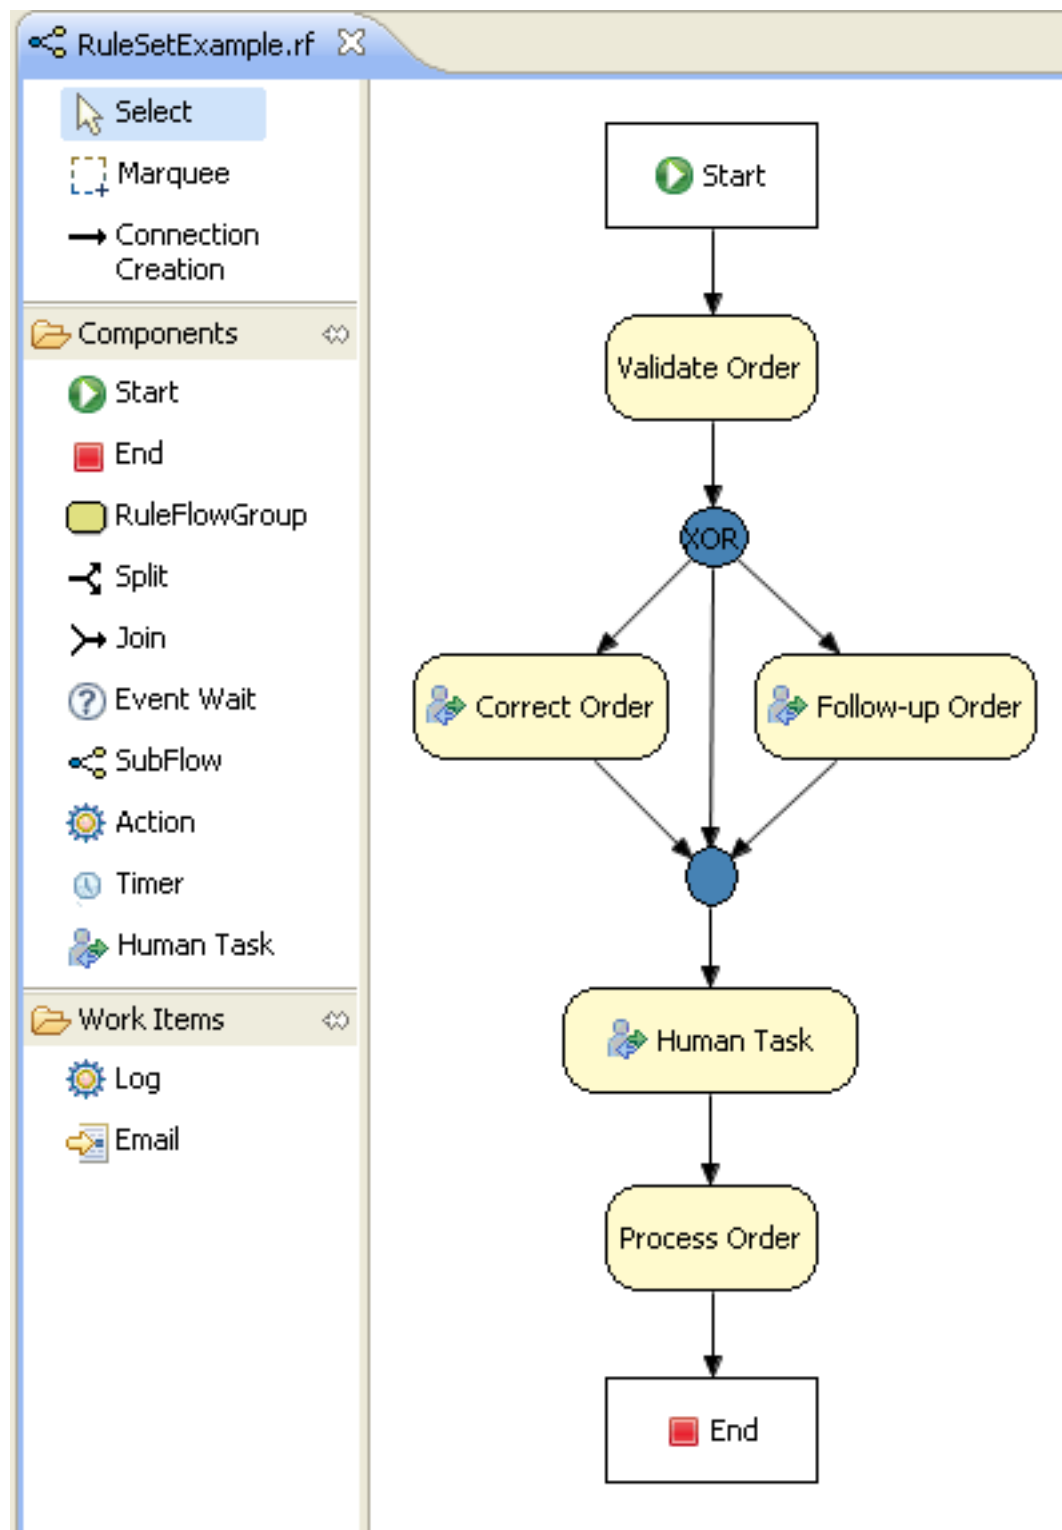 RuleSetExample.rf
Select
Marquee
Connection
Creation
Components
Start
End
RuleFlowGroup
Split
Join
Event Wait
SubFlow
Action
Timer
Human Task
Work Items
Log
Email
Start
Validate Order
XOR
Correct Order
Follow-up Order
Human Task
Process Order
End